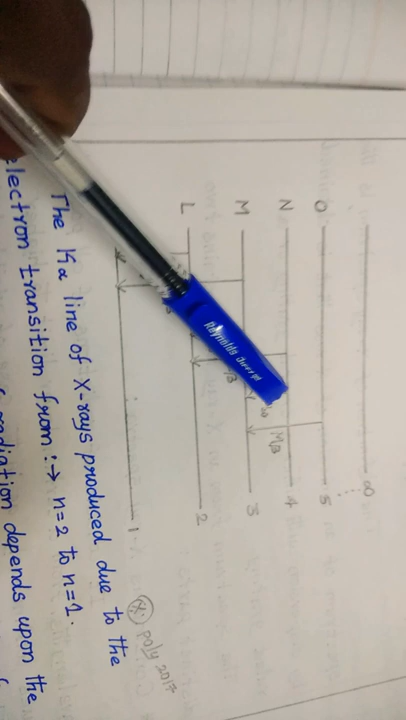 ∞
O 5
N 4
M 3
L 2
1
Mβ
Reynolds
(x) poly 2017
The Kα line of X-rays produced due to the
electron transition from :→ n=2 to n=1.
radiation depends upon the